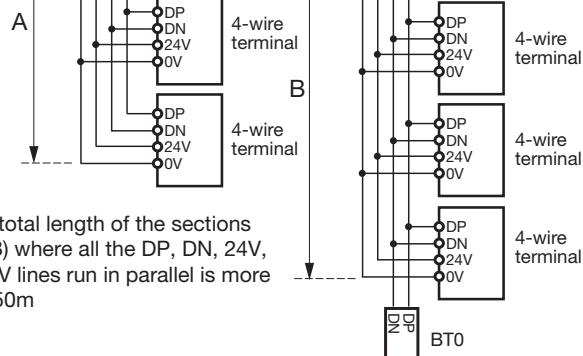 A
DP
DN
24V
0V
4-wire
terminal
DP
DN
24V
0V
4-wire
terminal
total length of the sections
) where all the DP, DN, 24V,
V lines run in parallel is more
50m
B
DP
DN
24V
0V
4-wire
terminal
DP
DN
24V
0V
4-wire
terminal
DP
DN
24V
0V
4-wire
terminal
DN
DP
BT0